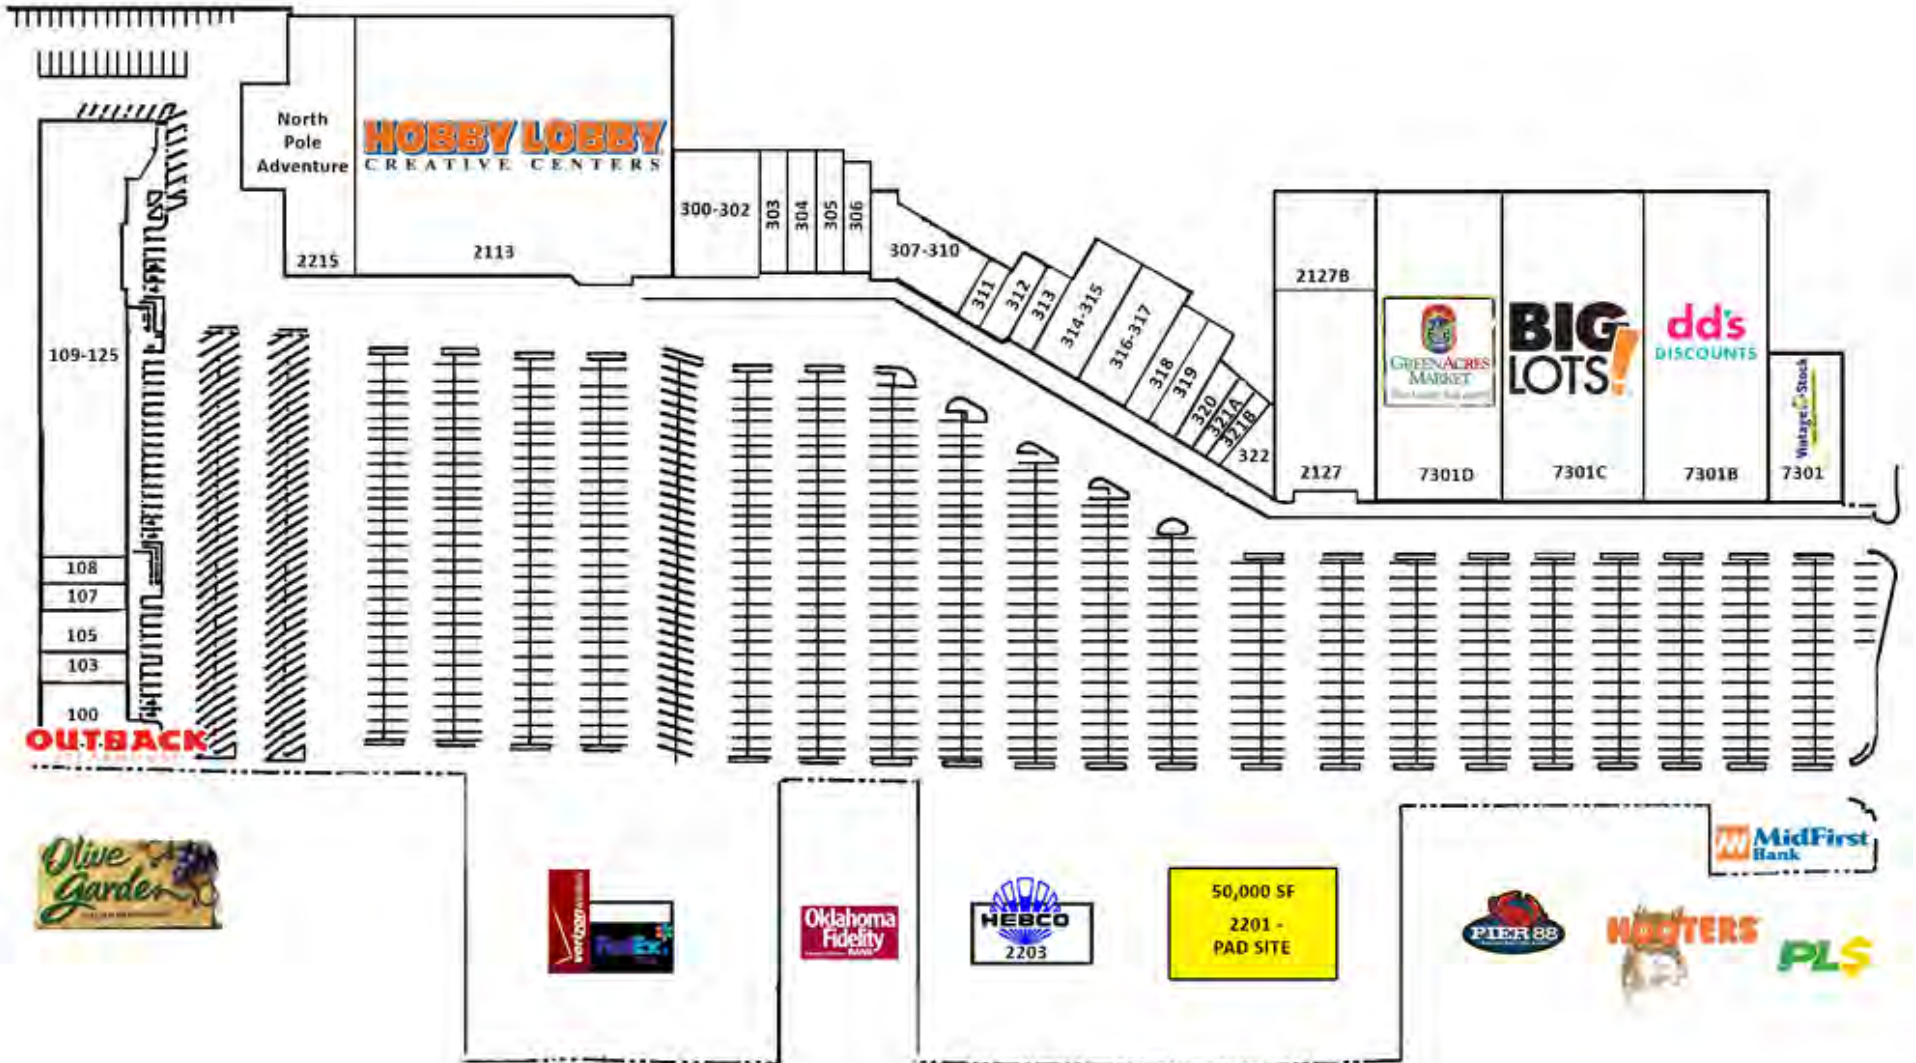 North
Pole
Adventure
2215
HOBBY LOBBY
CREATIVE CENTERS
2113
300-302
303
304
305
306
307-310
311
312
313
314-315
316-317
318
319
320
321A
321B
322
2127B
2127
GREENACRES
MARKET
7301D
BIG
LOTS!
7301C
dd's
DISCOUNTS
7301B
Vintage Stock
7301
109-125
108
107
105
103
100
OUTBACK
Olive
Garden
verizon
FedEx
Oklahoma
Fidelity
BANK
HEBCO
2203
50,000 SF
2201 -
PAD SITE
MidFirst
Bank
PIER 88
HOOTERS
PL$